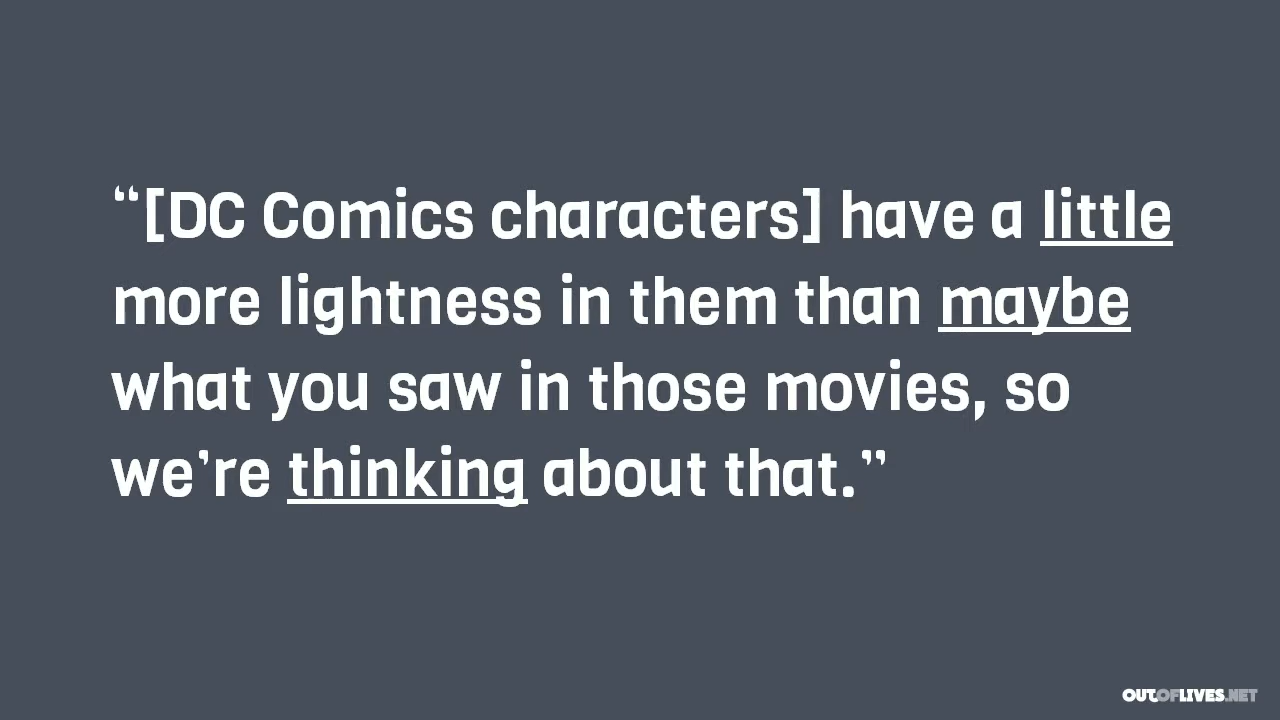 “[DC Comics characters] have a little
more lightness in them than maybe
what you saw in those movies, so
we’re thinking about that.”
OUTOFLIVES.NET